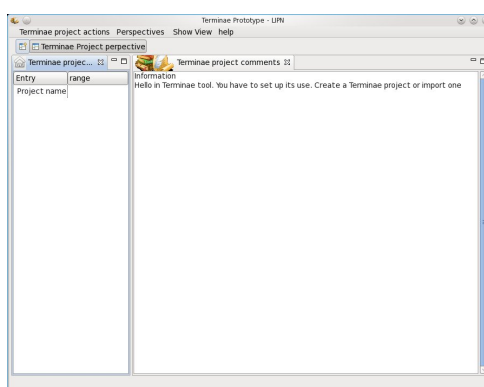 Terminae Prototype - LIPN
Terminae project actions Perspectives Show View help
Terminae Project perpective
Terminae projec...
Terminae project comments
Entry range
Project name
Information
Hello in Terminae tool. You have to set up its use. Create a Terminae project or import one